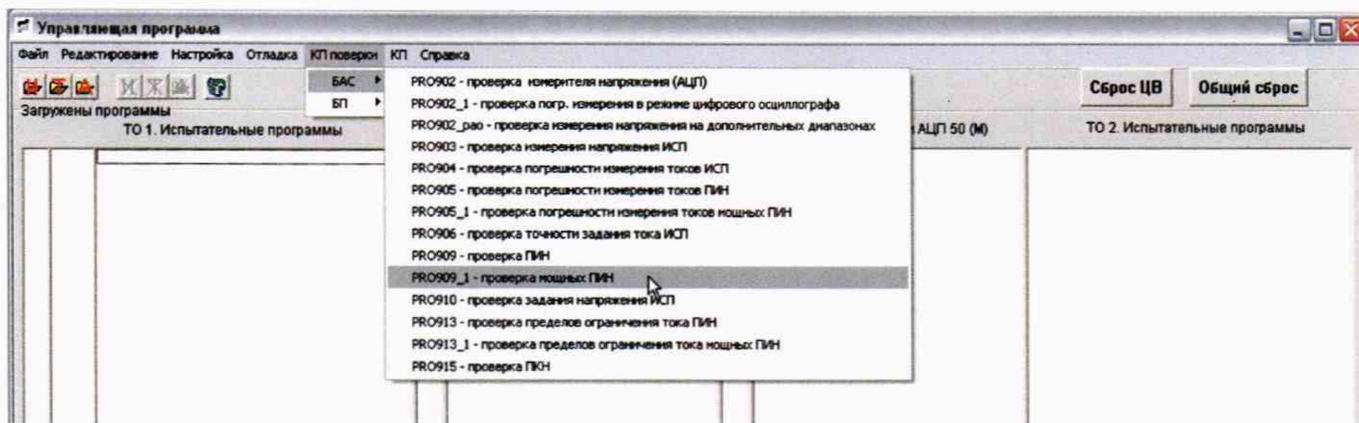 Управляющая программа
Файл Редактирование Настройка Отладка КП поверки КП Справка
БАС
БП
Сброс ЦВ Общий сброс
Загружены программы
ТО 1. Испытательные программы
АЦП 50 (М)
ТО 2. Испытательные программы
PRO902 - проверка измерителя напряжения (АЦП)
PRO902_1 - проверка погр. измерения в режиме цифрового осциллографа
PRO902_pao - проверка измерения напряжения на дополнительных диапазонах
PRO903 - проверка измерения напряжения ИСП
PRO904 - проверка погрешности измерения токов ИСП
PRO905 - проверка погрешности измерения токов ПИН
PRO905_1 - проверка погрешности измерения токов мощных ПИН
PRO906 - проверка точности задания тока ИСП
PRO909 - проверка ПИН
PRO909_1 - проверка мощных ПИН
PRO910 - проверка задания напряжения ИСП
PRO913 - проверка пределов ограничения тока ПИН
PRO913_1 - проверка пределов ограничения тока мощных ПИН
PRO915 - проверка ПКН